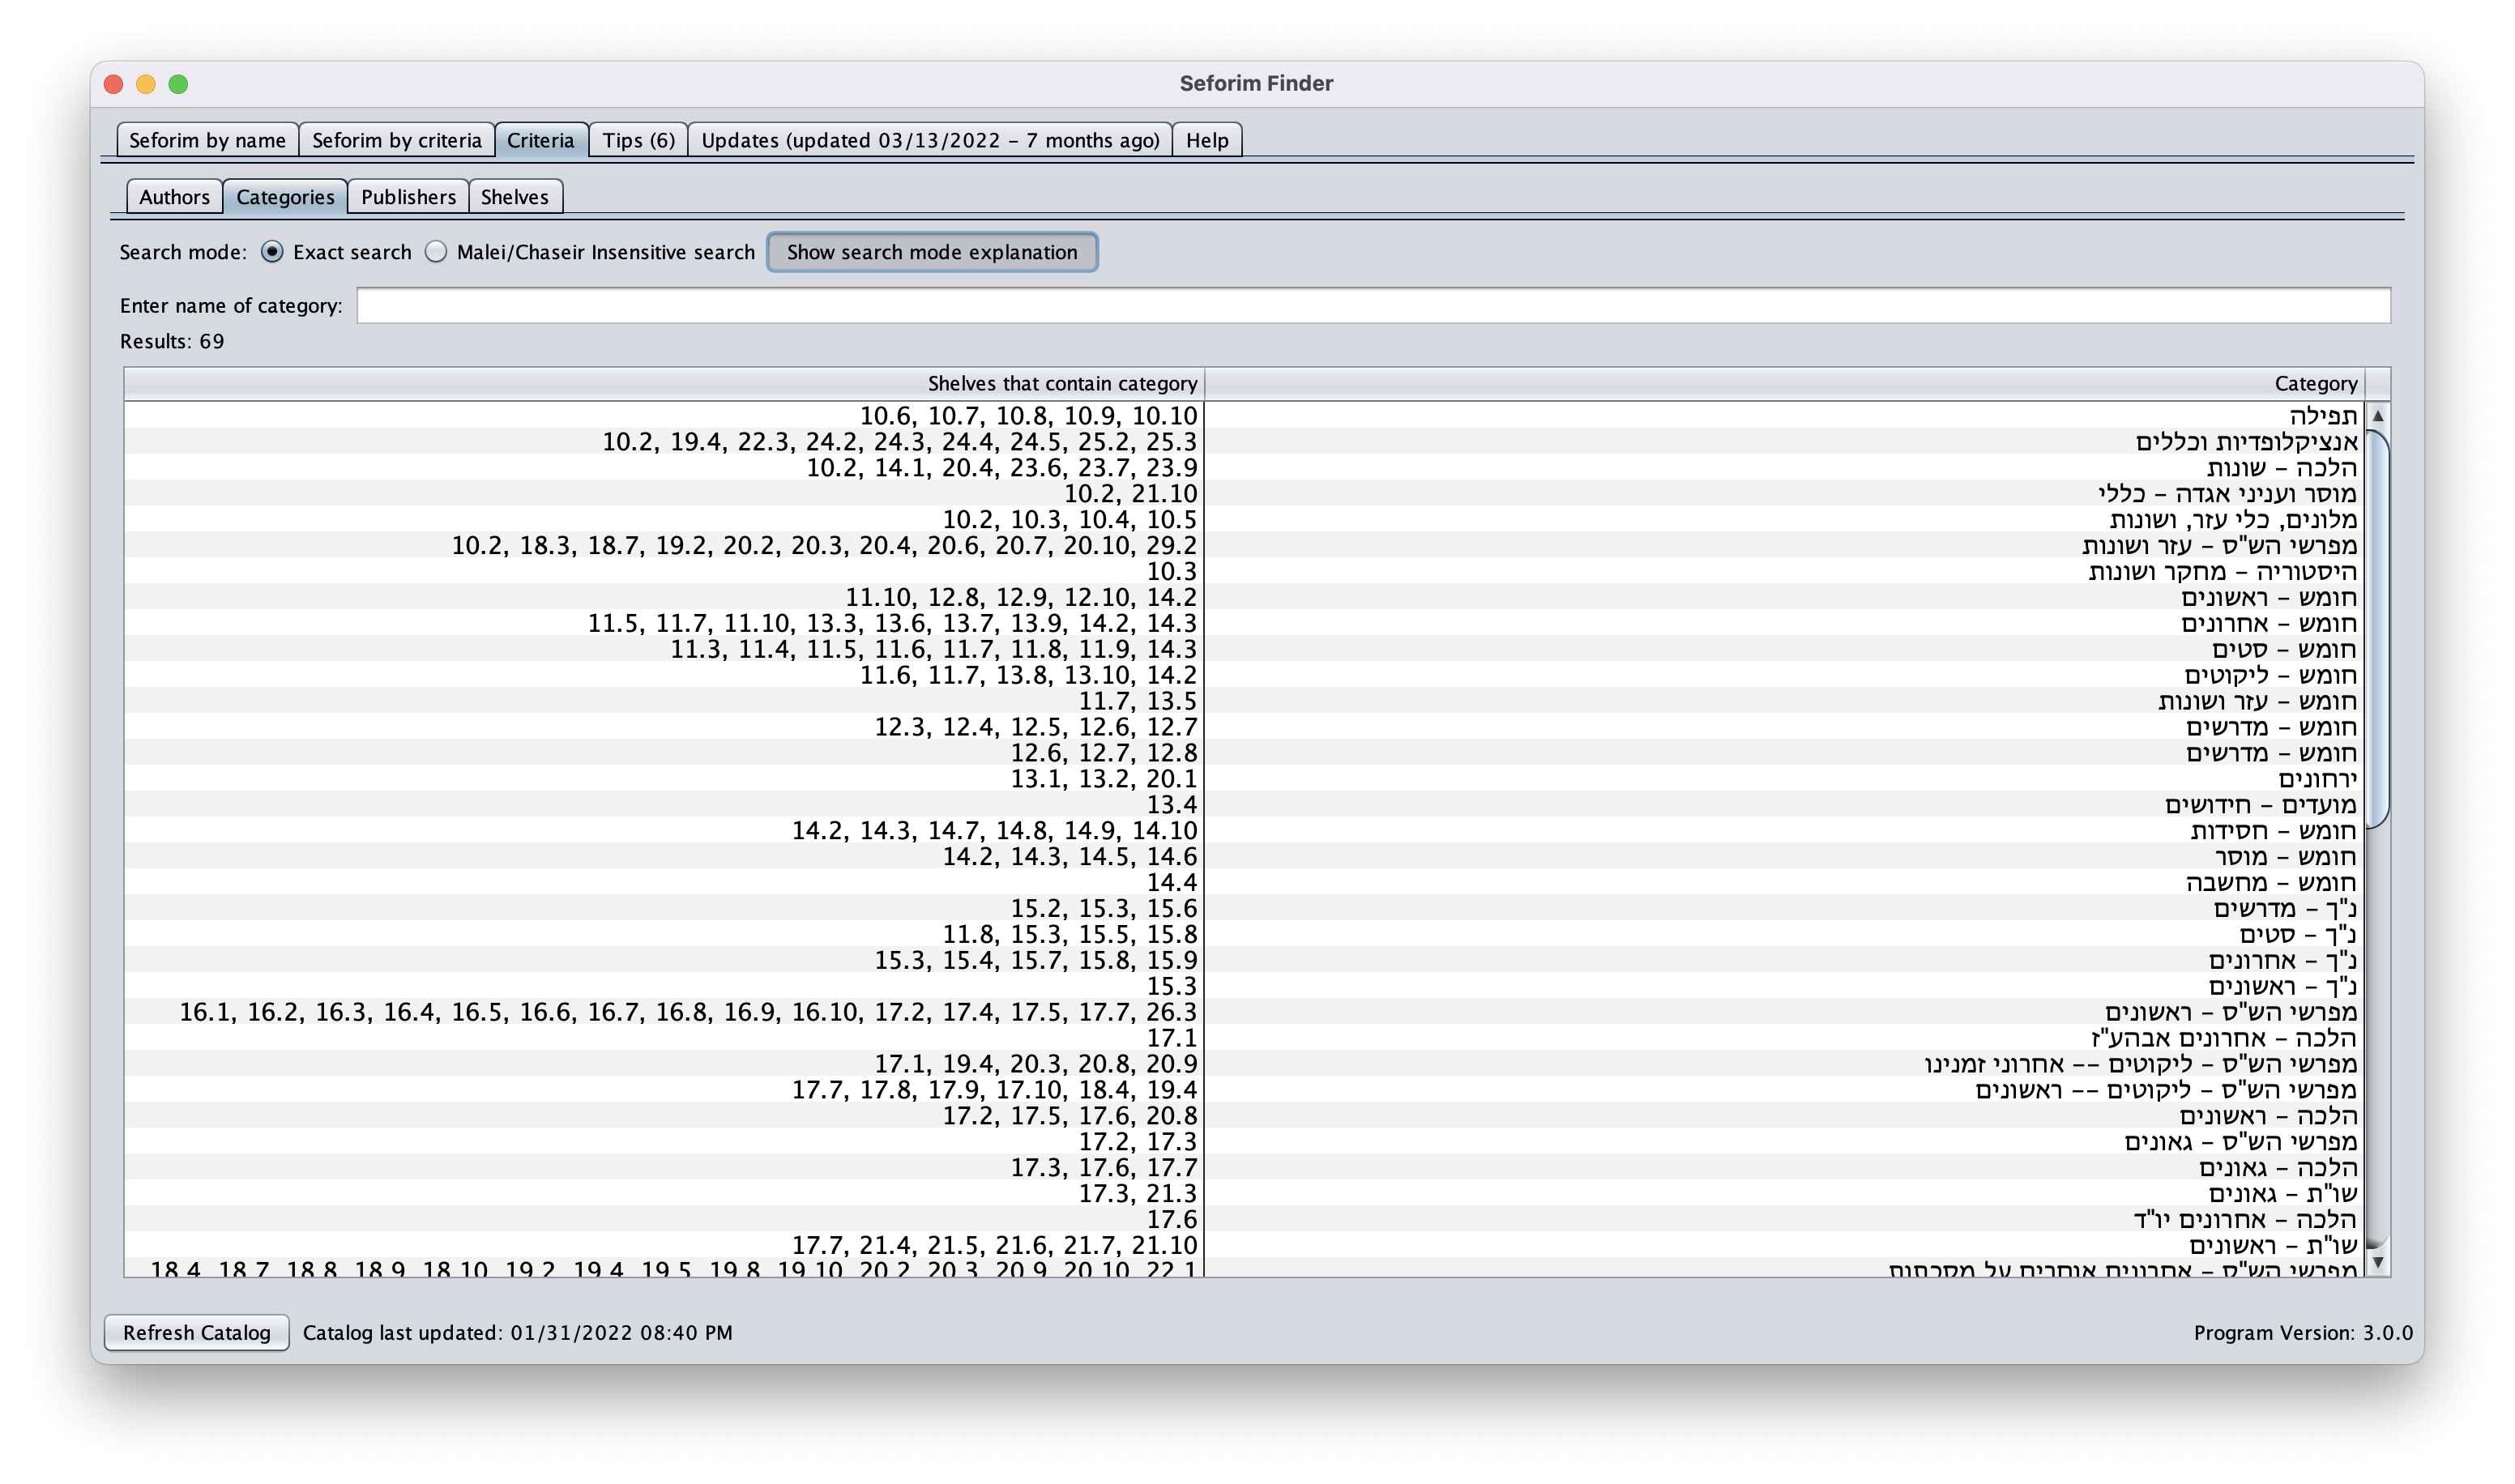 Seforim Finder
Seforim by name Seforim by criteria Criteria Tips (6) Updates (updated 03/13/2022 – 7 months ago) Help
Authors Categories Publishers Shelves
Search mode: Exact search Malei/Chaseir Insensitive search Show search mode explanation
Enter name of category:
Results: 69
Shelves that contain category Category
10.6, 10.7, 10.8, 10.9, 10.10 תפילה
10.2, 19.4, 22.3, 24.2, 24.3, 24.4, 24.5, 25.2, 25.3 אנציקלופדיות וכללים
10.2, 14.1, 20.4, 23.6, 23.7, 23.9 הלכה – שונות
10.2, 21.10 מוסר ועניני אגדה – כללי
10.2, 10.3, 10.4, 10.5 מלונים, כלי עזר, ושונות
10.2, 18.3, 18.7, 19.2, 20.2, 20.3, 20.4, 20.6, 20.7, 20.10, 29.2 מפרשי הש"ס – עזר ושונות
10.3 היסטוריה – מחקר ושונות
11.10, 12.8, 12.9, 12.10, 14.2 חומש – ראשונים
11.5, 11.7, 11.10, 13.3, 13.6, 13.7, 13.9, 14.2, 14.3 חומש – אחרונים
11.3, 11.4, 11.5, 11.6, 11.7, 11.8, 11.9, 14.3 חומש – סטים
11.6, 11.7, 13.8, 13.10, 14.2 חומש – ליקוטים
11.7, 13.5 חומש – עזר ושונות
12.3, 12.4, 12.5, 12.6, 12.7 חומש – מדרשים
12.6, 12.7, 12.8 חומש – מדרשים
13.1, 13.2, 20.1 ירחונים
13.4 מועדים – חידושים
14.2, 14.3, 14.7, 14.8, 14.9, 14.10 חומש – חסידות
14.2, 14.3, 14.5, 14.6 חומש – מוסר
14.4 חומש – מחשבה
15.2, 15.3, 15.6 נ"ך – מדרשים
11.8, 15.3, 15.5, 15.8 נ"ך – סטים
15.3, 15.4, 15.7, 15.8, 15.9 נ"ך – אחרונים
15.3 נ"ך – ראשונים
16.1, 16.2, 16.3, 16.4, 16.5, 16.6, 16.7, 16.8, 16.9, 16.10, 17.2, 17.4, 17.5, 17.7, 26.3 מפרשי הש"ס – ראשונים
17.1 הלכה – אחרונים אבהע"ז
17.1, 19.4, 20.3, 20.8, 20.9 מפרשי הש"ס – ליקוטים –– אחרוני זמנינו
17.7, 17.8, 17.9, 17.10, 18.4, 19.4 מפרשי הש"ס – ליקוטים –– ראשונים
17.2, 17.5, 17.6, 20.8 הלכה – ראשונים
17.2, 17.3 מפרשי הש"ס – גאונים
17.3, 17.6, 17.7 הלכה – גאונים
17.3, 21.3 שו"ת – גאונים
17.6 הלכה – אחרונים יו"ד
17.7, 21.4, 21.5, 21.6, 21.7, 21.10 שו"ת – ראשונים
18.4 18.7 18.8 18.9 18.10 19.2 19.4 19.5 19.8 19.10 20.2 20.3 20.9 20.10 22.1 מפרשי הש"ס – אחרונים אוחרים על מסכתות
Refresh Catalog Catalog last updated: 01/31/2022 08:40 PM Program Version: 3.0.0